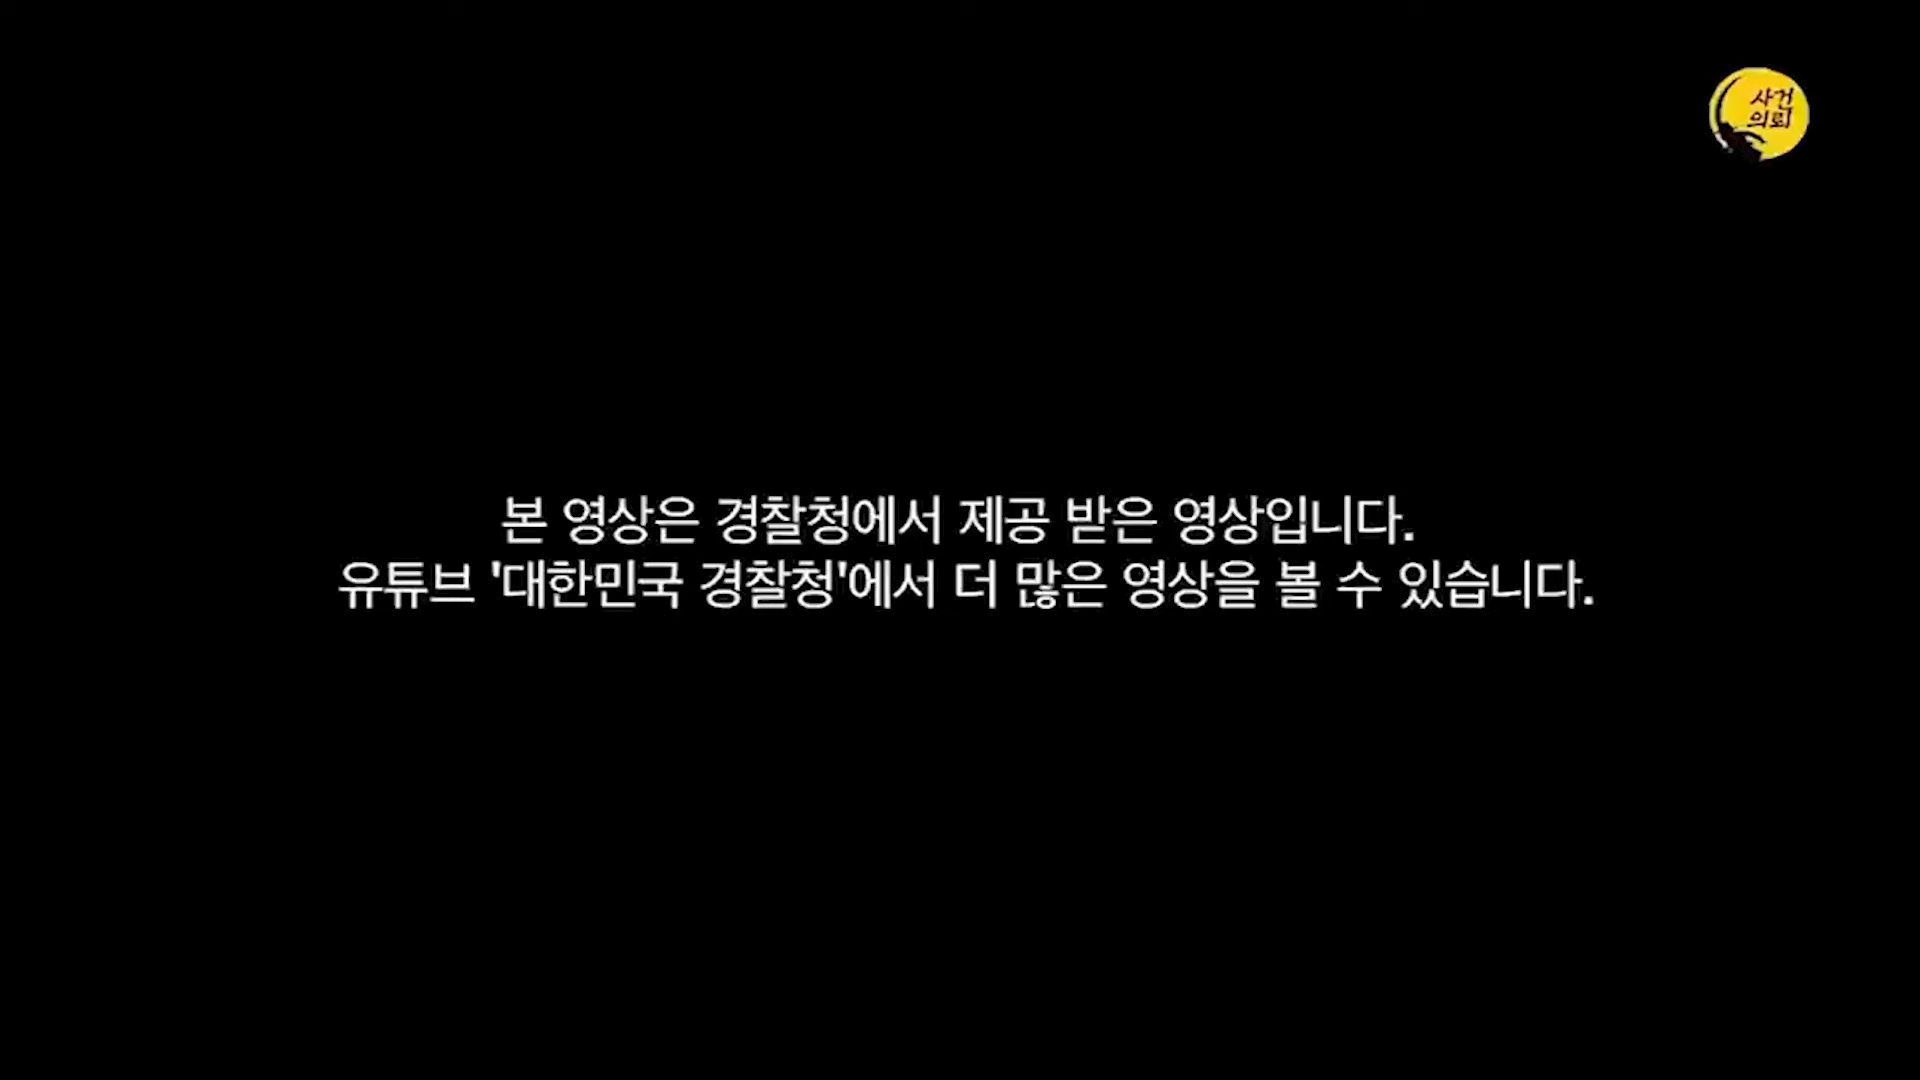 사건
의뢰
본 영상은 경찰청에서 제공 받은 영상입니다.
유튜브 '대한민국 경찰청'에서 더 많은 영상을 볼 수 있습니다.